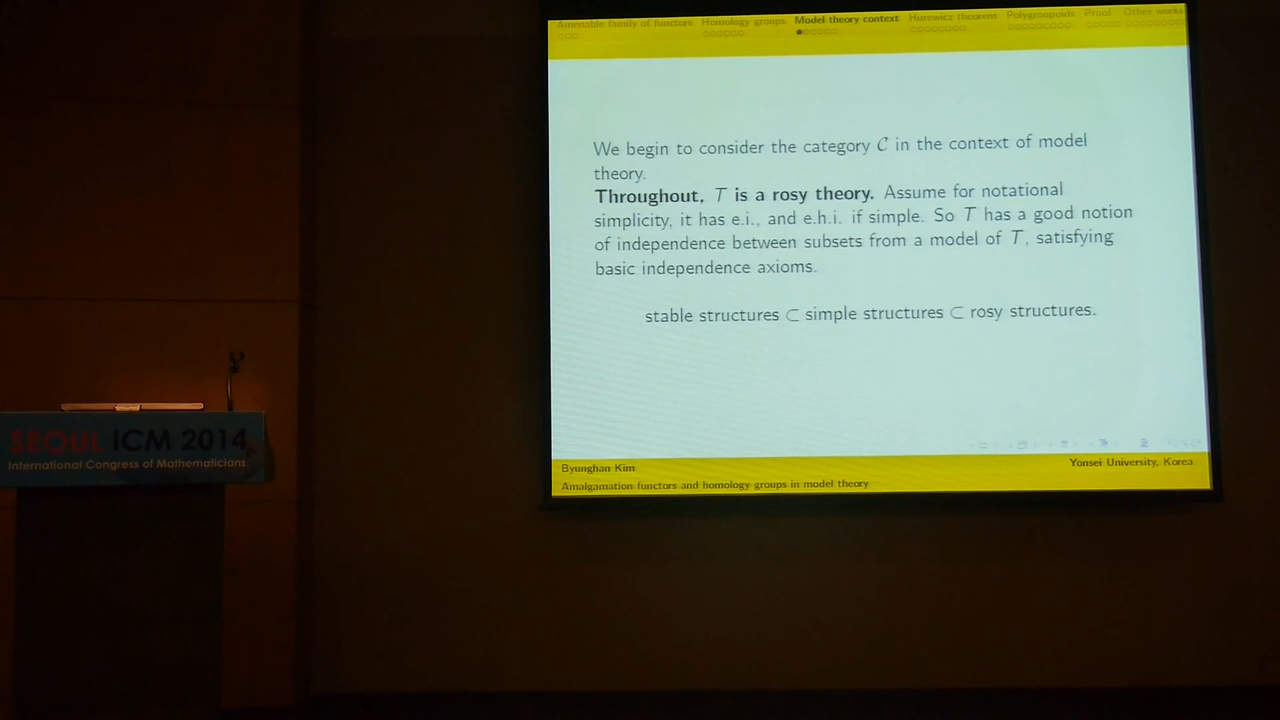 Amenable family of functors Homology groups Model theory context Hurewicz theorem Polygroupoids Proof Other works
We begin to consider the category C in the context of model
theory.
Throughout, T is a rosy theory. Assume for notational
simplicity, it has e.i., and e.h.i. if simple. So T has a good notion
of independence between subsets from a model of T, satisfying
basic independence axioms.
stable structures ⊂ simple structures ⊂ rosy structures.
Byunghan Kim
Yonsei University, Korea
Amalgamation functors and homology groups in model theory
SEOUL ICM 2014
International Congress of Mathematicians